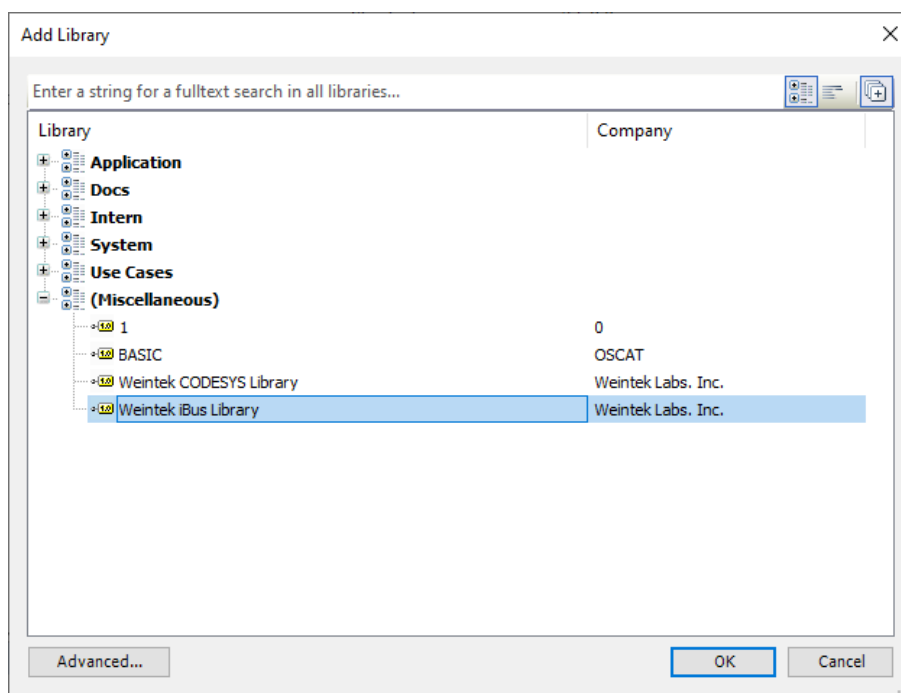 Add Library
Enter a string for a fulltext search in all libraries...
Library Company
Application
Docs
Intern
System
Use Cases
(Miscellaneous)
1 0
BASIC OSCAT
Weintek CODESYS Library Weintek Labs. Inc.
Weintek iBus Library Weintek Labs. Inc.
Advanced... OK Cancel